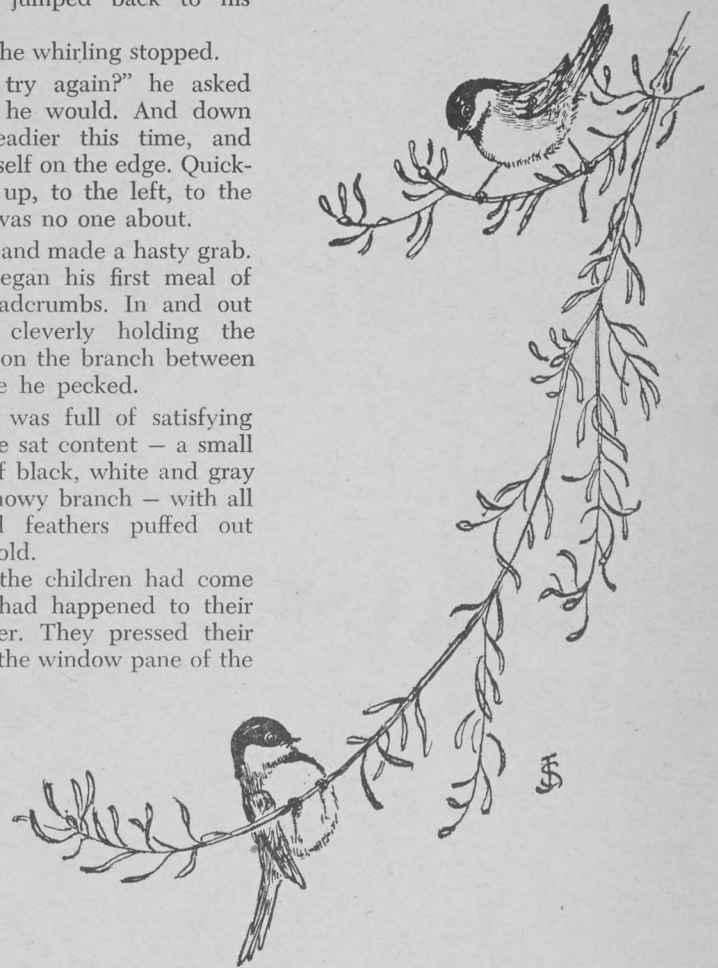 jumped back to his
he whirling stopped.
try again?” he asked
he would. And down
eadier this time, and
self on the edge. Quick-
up, to the left, to the
was no one about.
and made a hasty grab.
egan his first meal of
adcrumbs. In and out
cleverly holding the
on the branch between
e he pecked.
was full of satisfying
e sat content — a small
f black, white and gray
nowy branch — with all
d feathers puffed out
old.
the children had come
had happened to their
er. They pressed their
the window pane of the